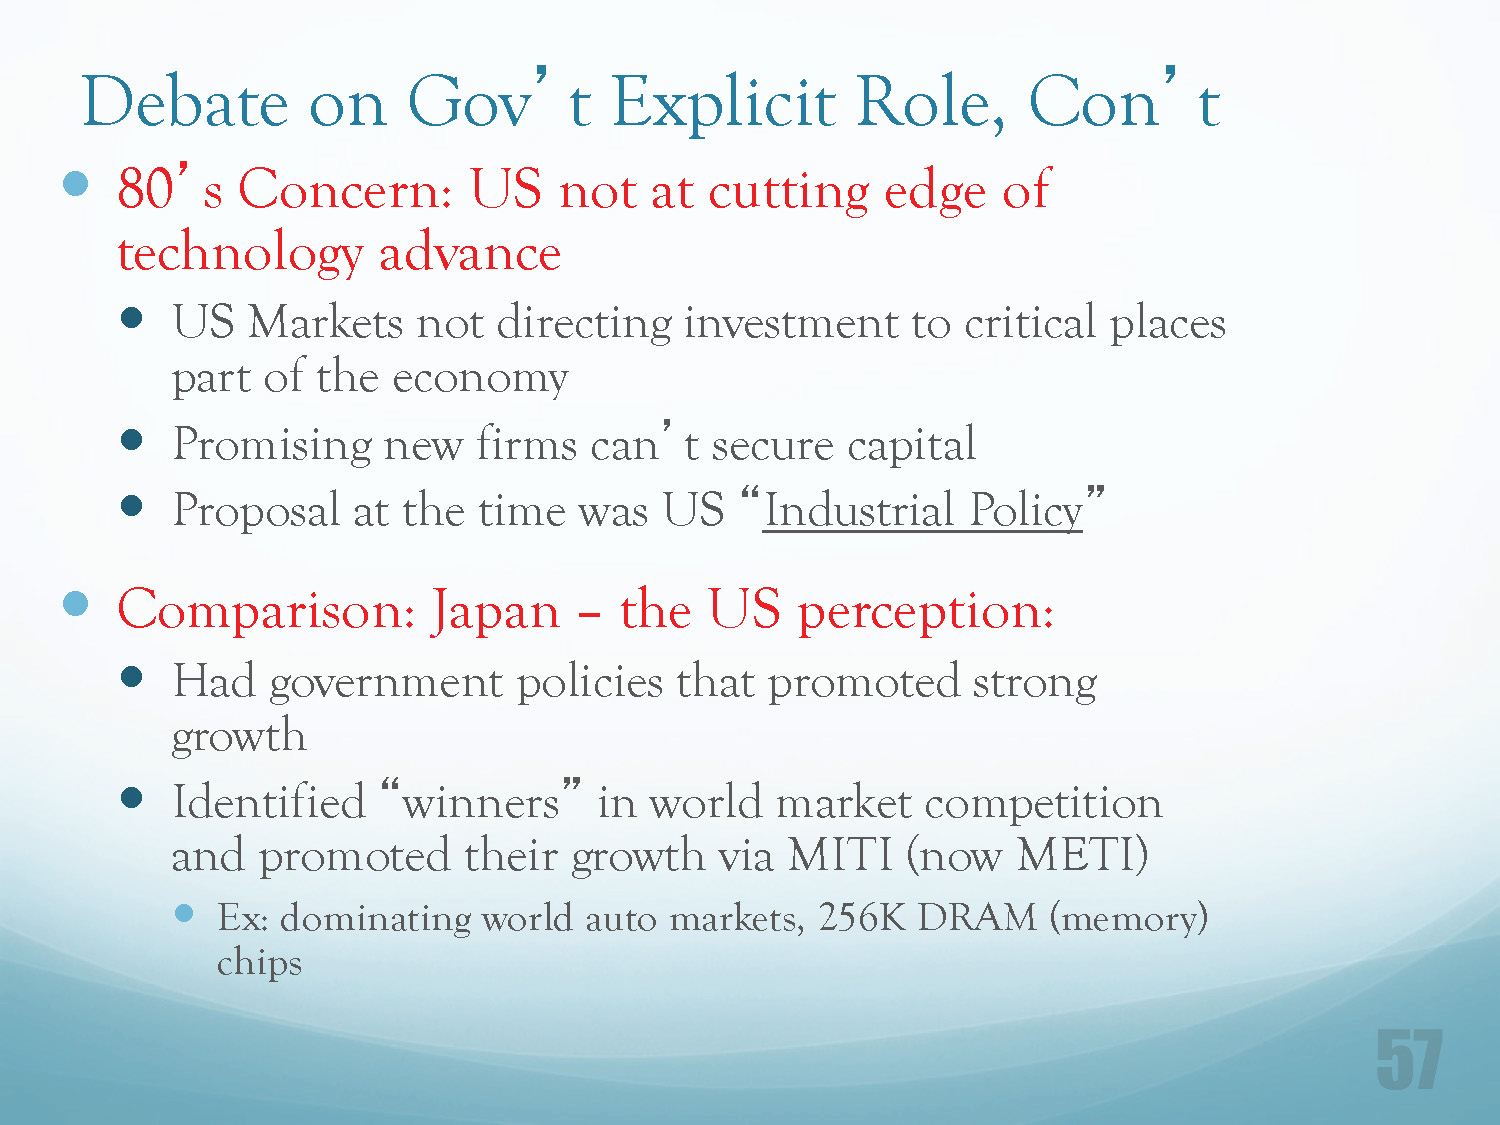 Debate on Gov’t Explicit Role, Con’t
• 80’s Concern: US not at cutting edge of
technology advance
• US Markets not directing investment to critical places
part of the economy
• Promising new firms can’t secure capital
• Proposal at the time was US “Industrial Policy”
• Comparison: Japan – the US perception:
• Had government policies that promoted strong
growth
• Identified “winners” in world market competition
and promoted their growth via MITI (now METI)
• Ex: dominating world auto markets, 256K DRAM (memory)
chips
57